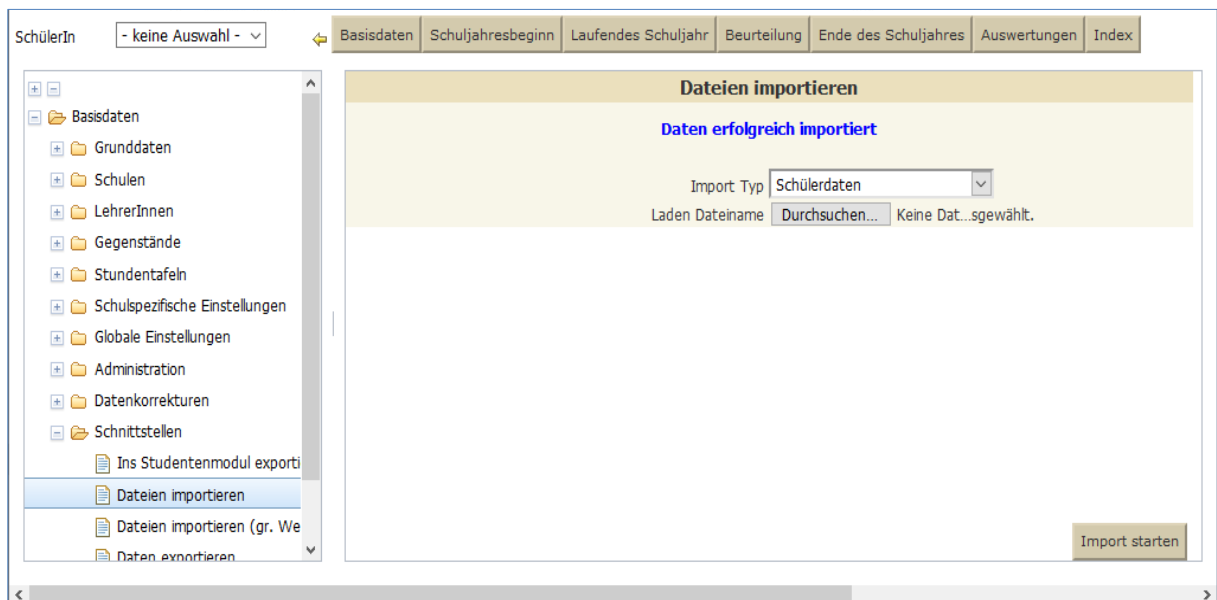 SchülerIn - keine Auswahl - Basisdaten Schuljahresbeginn Laufendes Schuljahr Beurteilung Ende des Schuljahres Auswertungen Index
Basisdaten
Grunddaten
Schulen
LehrerInnen
Gegenstände
Stundentafeln
Schulspezifische Einstellungen
Globale Einstellungen
Administration
Datenkorrekturen
Schnittstellen
Ins Studentenmodul exporti
Dateien importieren
Dateien importieren (gr. We
Daten exportieren
Dateien importieren
Daten erfolgreich importiert
Import Typ Schülerdaten
Laden Dateiname Durchsuchen... Keine Dat...sgewählt.
Import starten